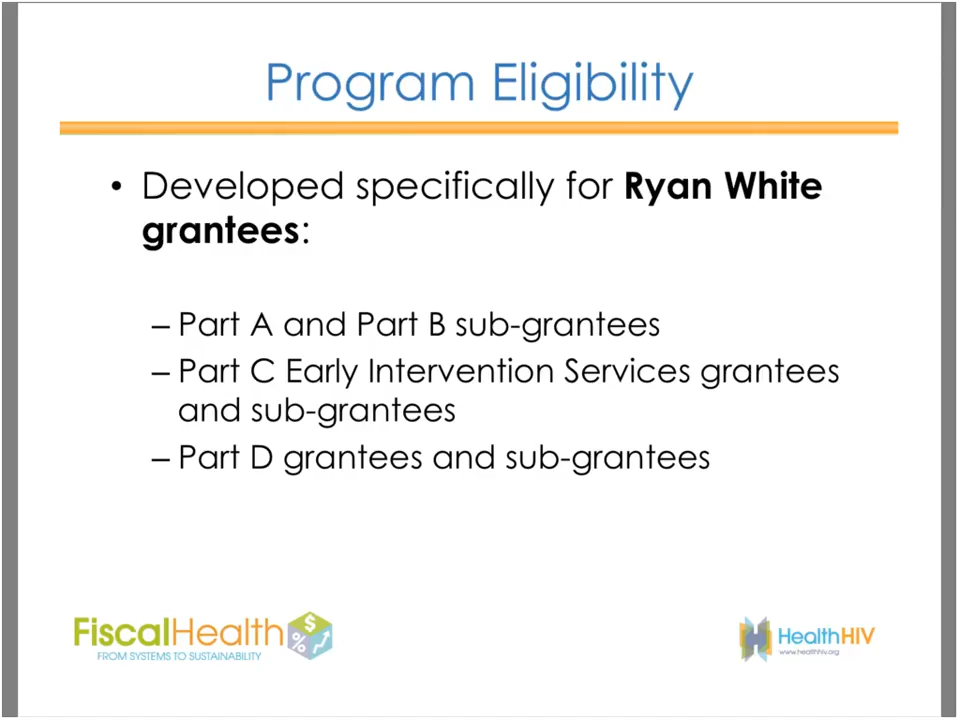 Program Eligibility
• Developed specifically for Ryan White
grantees:
– Part A and Part B sub-grantees
– Part C Early Intervention Services grantees
and sub-grantees
– Part D grantees and sub-grantees
FiscalHealth
FROM SYSTEMS TO SUSTAINABILITY
$
%
HealthHIV
www.healthhiv.org